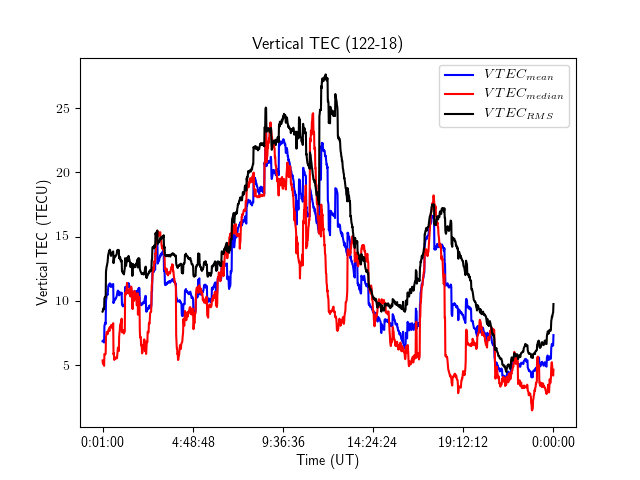 Vertical TEC (122-18)
VTEC_mean
VTEC_median
VTEC_RMS
Vertical TEC (TECU)
25
20
15
10
5
0:01:00 4:48:48 9:36:36 14:24:24 19:12:12 0:00:00
Time (UT)